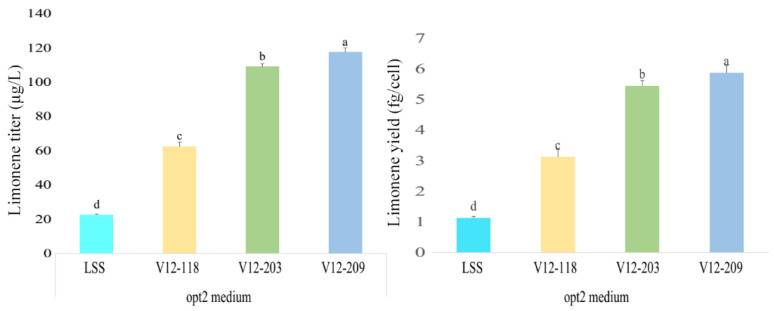 Limonene titer (µg/L)
140
120
100
80
60
40
20
0
d
c
b
a
LSS V12-118 V12-203 V12-209
opt2 medium
Limonene yield (fg/cell)
7
6
5
4
3
2
1
0
d
c
b
a
LSS V12-118 V12-203 V12-209
opt2 medium